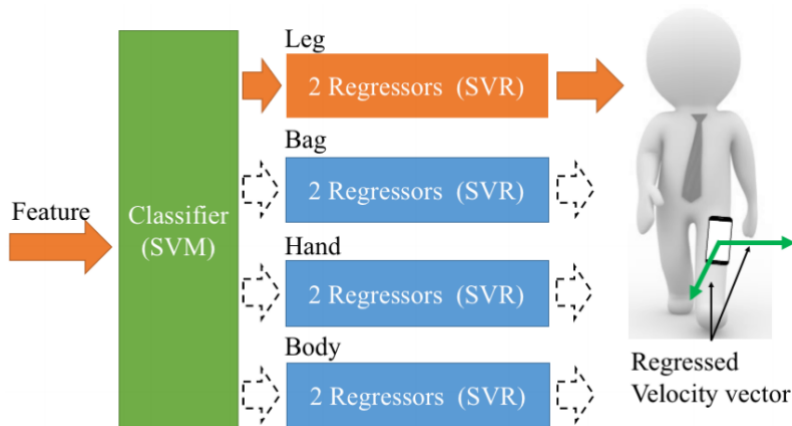 Leg
2 Regressors (SVR)
Bag
2 Regressors (SVR)
Feature
Classifier
(SVM)
Hand
2 Regressors (SVR)
Body
2 Regressors (SVR)
Regressed
Velocity vector